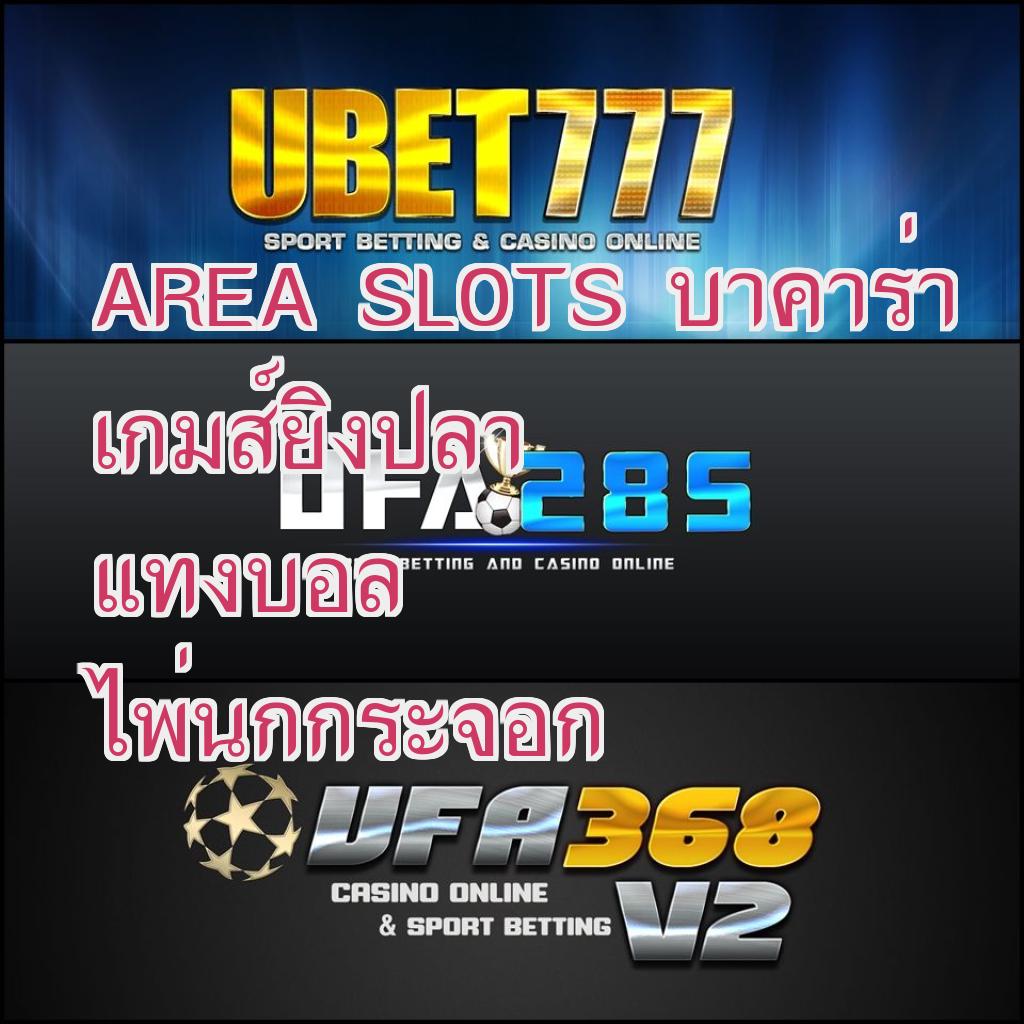 UBET777
SPORT BETTING & CASINO ONLINE
AREA SLOTS บาคาร่า
เกมส์ยิงปลา
UFA285
BETTING AND CASINO ONLINE
แทงบอล
ไพ่นกกระจอก
UFA368
CASINO ONLINE
& SPORT BETTING
V2